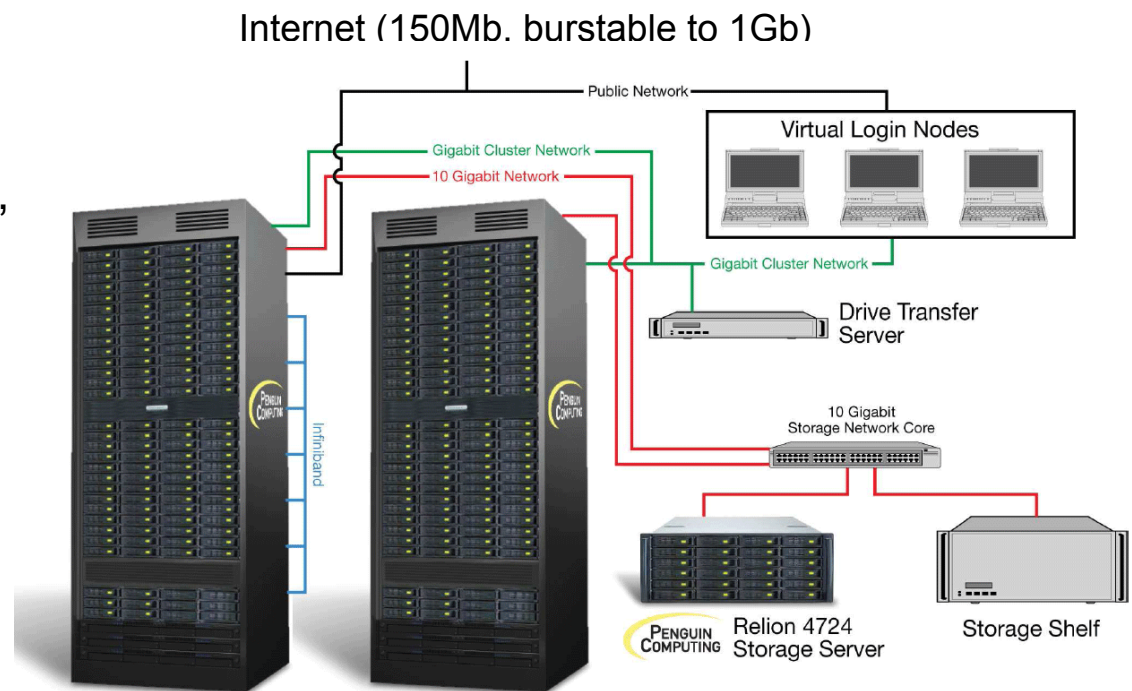 Internet (150Mb, burstable to 1Gb)
Public Network
Virtual Login Nodes
Gigabit Cluster Network
10 Gigabit Network
,
Gigabit Cluster Network
Drive Transfer
Server
PENGUIN
COMPUTING
PENGUIN
COMPUTING
Infiniband
10 Gigabit
Storage Network Core
PENGUIN
COMPUTING
Relion 4724
Storage Server
Storage Shelf